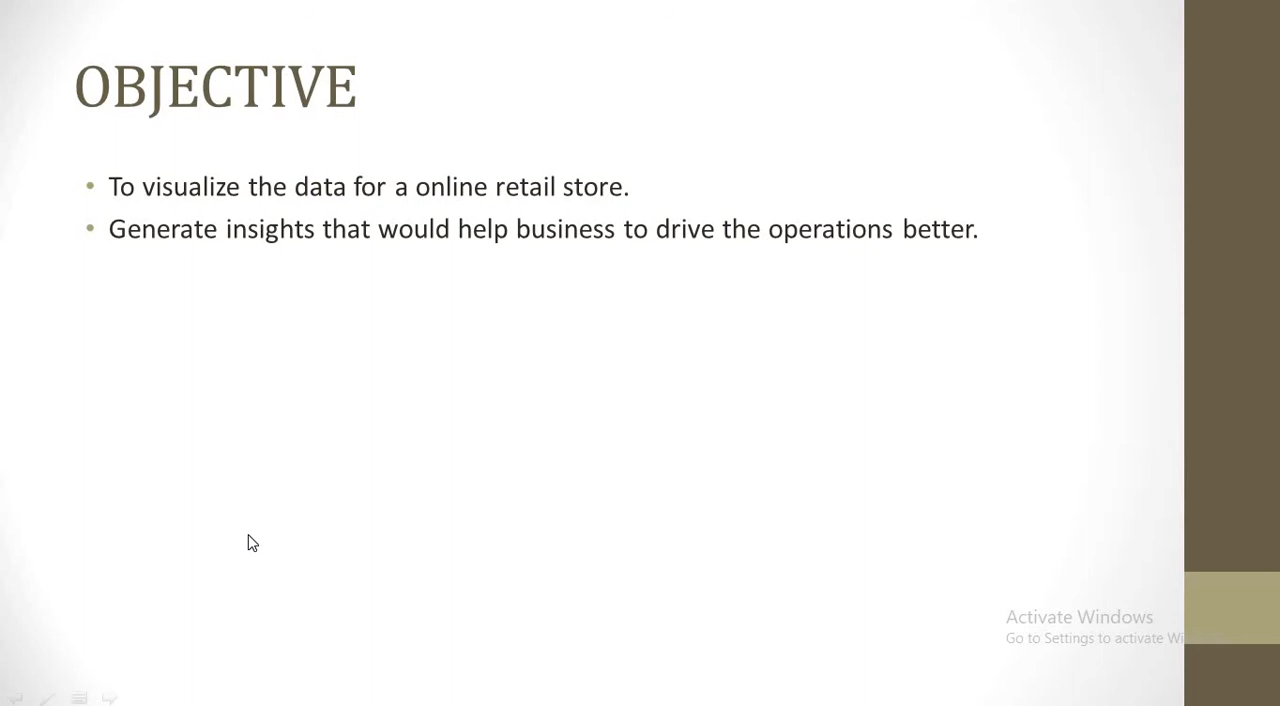 OBJECTIVE
• To visualize the data for a online retail store.
• Generate insights that would help business to drive the operations better.
Activate Windows
Go to Settings to activate